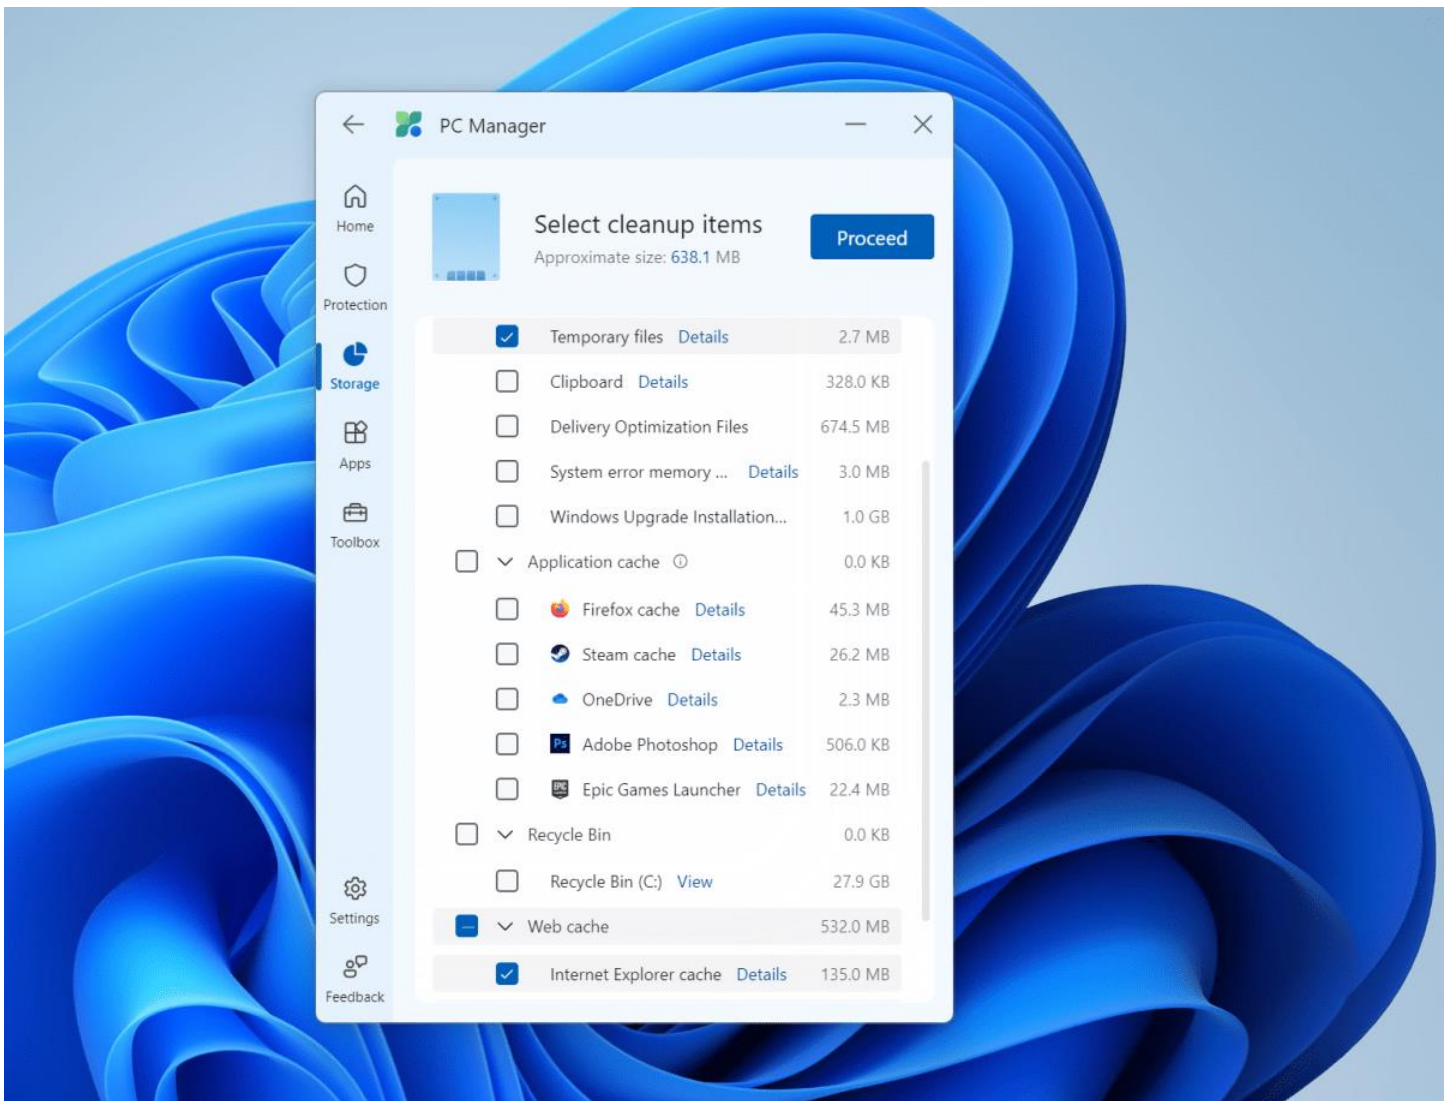 PC Manager
Home
Protection
Storage
Apps
Toolbox
Settings
Feedback
Select cleanup items
Approximate size: 638.1 MB
Proceed
Temporary files Details 2.7 MB
Clipboard Details 328.0 KB
Delivery Optimization Files 674.5 MB
System error memory ... Details 3.0 MB
Windows Upgrade Installation... 1.0 GB
Application cache 0.0 KB
Firefox cache Details 45.3 MB
Steam cache Details 26.2 MB
OneDrive Details 2.3 MB
Ps Adobe Photoshop Details 506.0 KB
EPIC Epic Games Launcher Details 22.4 MB
Recycle Bin 0.0 KB
Recycle Bin (C:) View 27.9 GB
Web cache 532.0 MB
Internet Explorer cache Details 135.0 MB